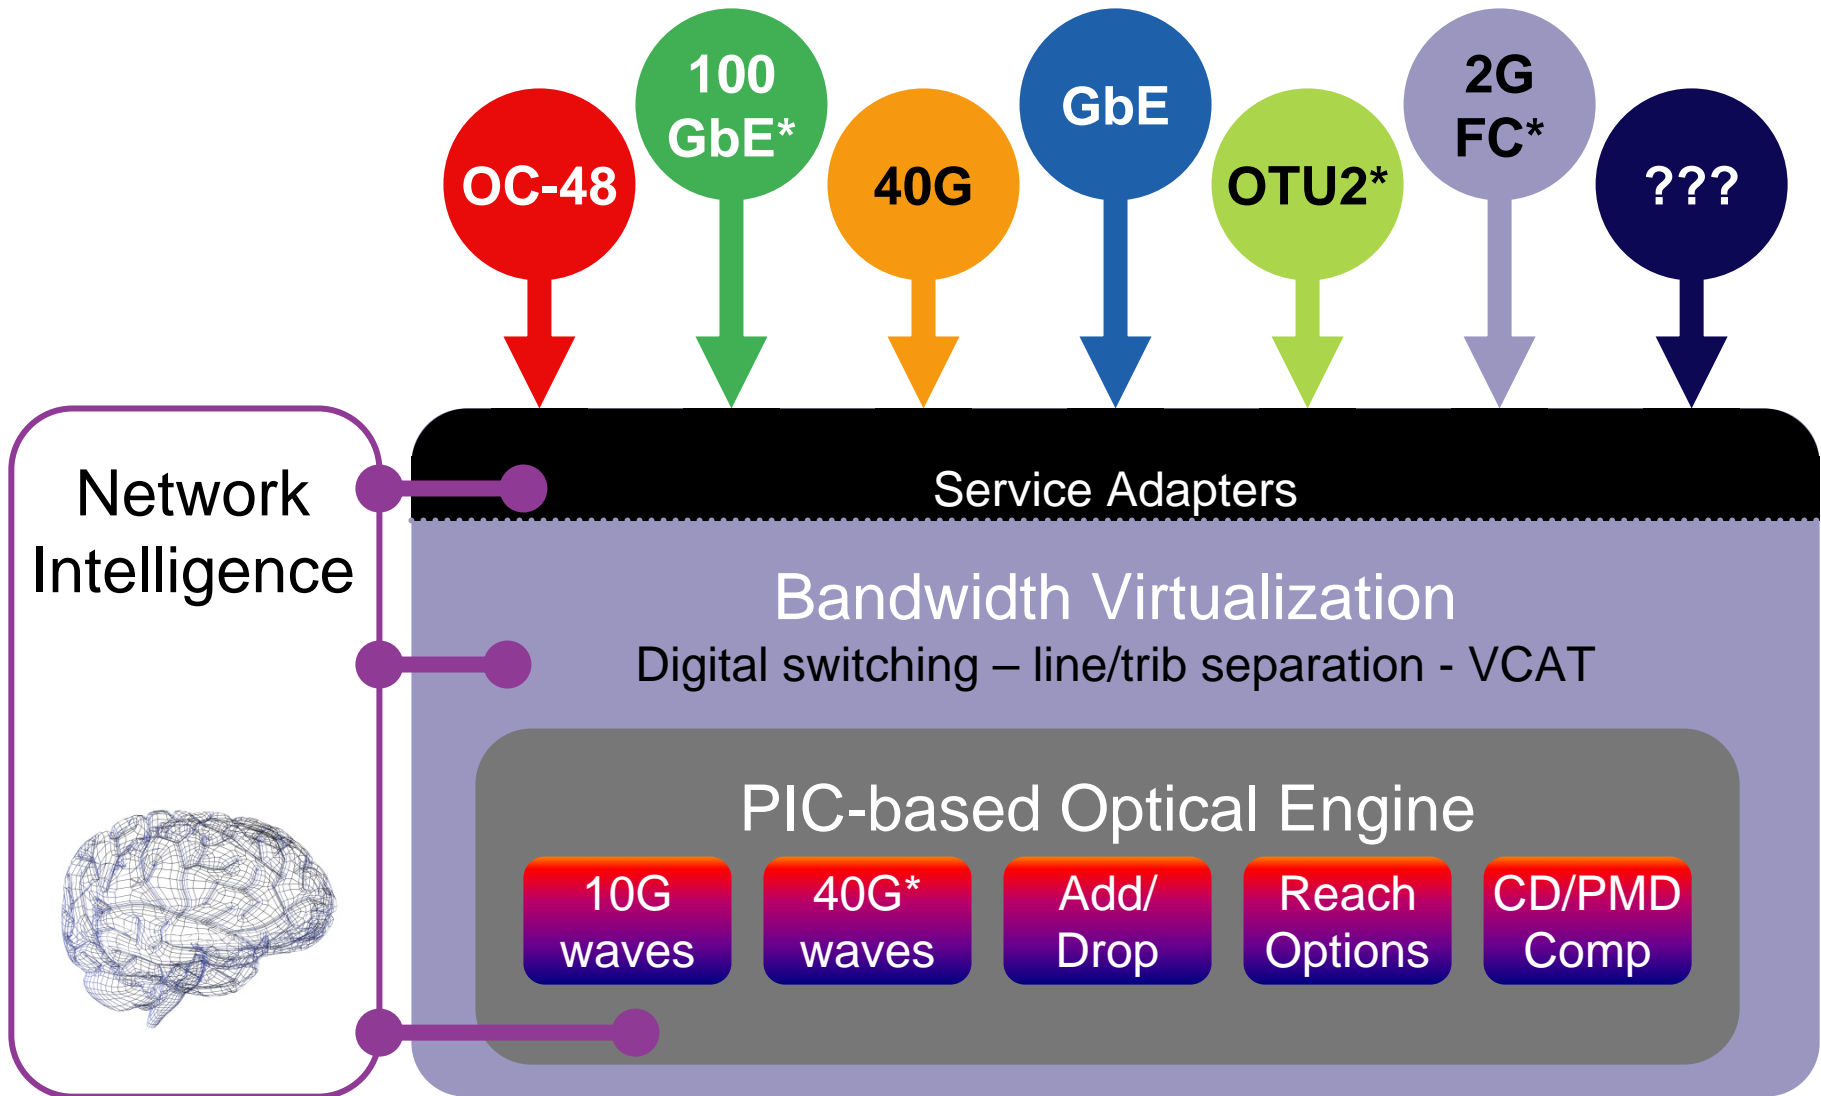 OC-48
100
GbE*
40G
GbE
OTU2*
2G
FC*
???
Network
Intelligence
Service Adapters
Bandwidth Virtualization
Digital switching – line/trib separation - VCAT
PIC-based Optical Engine
10G
waves
40G*
waves
Add/
Drop
Reach
Options
CD/PMD
Comp